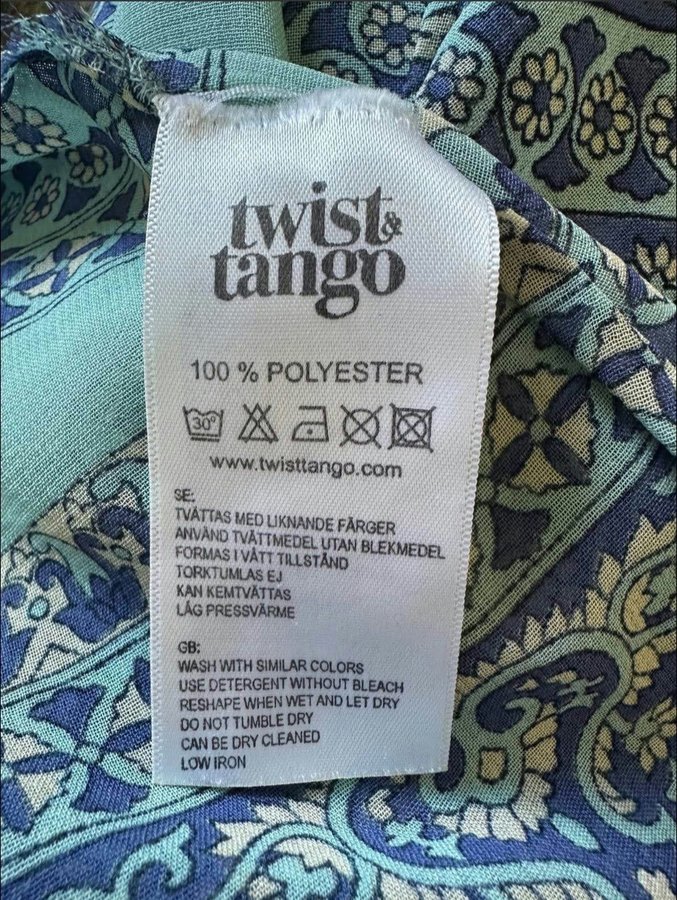 twist &
tango
100 % POLYESTER
30°
www.twisttango.com
SE:
TVÄTTAS MED LIKNANDE FÄRGER
ANVÄND TVÄTTMEDEL UTAN BLEKMEDEL
FORMAS I VÅTT TILLSTÅND
TORKTUMLAS EJ
KAN KEMTVÄTTAS
LÅG PRESSVÄRME
GB:
WASH WITH SIMILAR COLORS
USE DETERGENT WITHOUT BLEACH
RESHAPE WHEN WET AND LET DRY
DO NOT TUMBLE DRY
CAN BE DRY CLEANED
LOW IRON